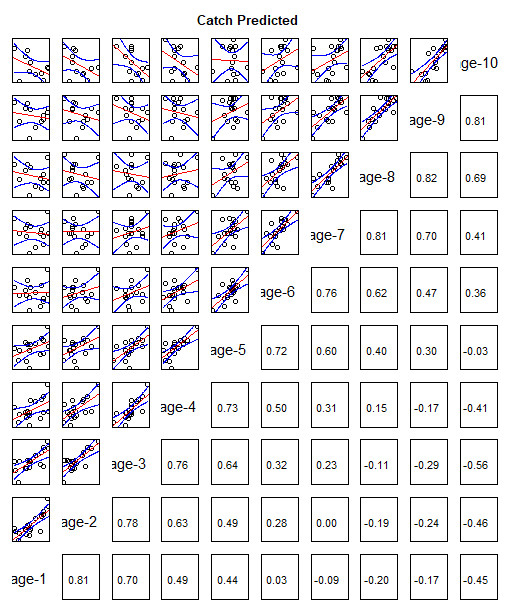 Catch Predicted
ge-10
age-9 0.81
age-8 0.82 0.69
age-7 0.81 0.70 0.41
age-6 0.76 0.62 0.47 0.36
age-5 0.72 0.60 0.40 0.30 -0.03
age-4 0.73 0.50 0.31 0.15 -0.17 -0.41
age-3 0.76 0.64 0.32 0.23 -0.11 -0.29 -0.56
age-2 0.78 0.63 0.49 0.28 0.00 -0.19 -0.24 -0.46
age-1 0.81 0.70 0.49 0.44 0.03 -0.09 -0.20 -0.17 -0.45